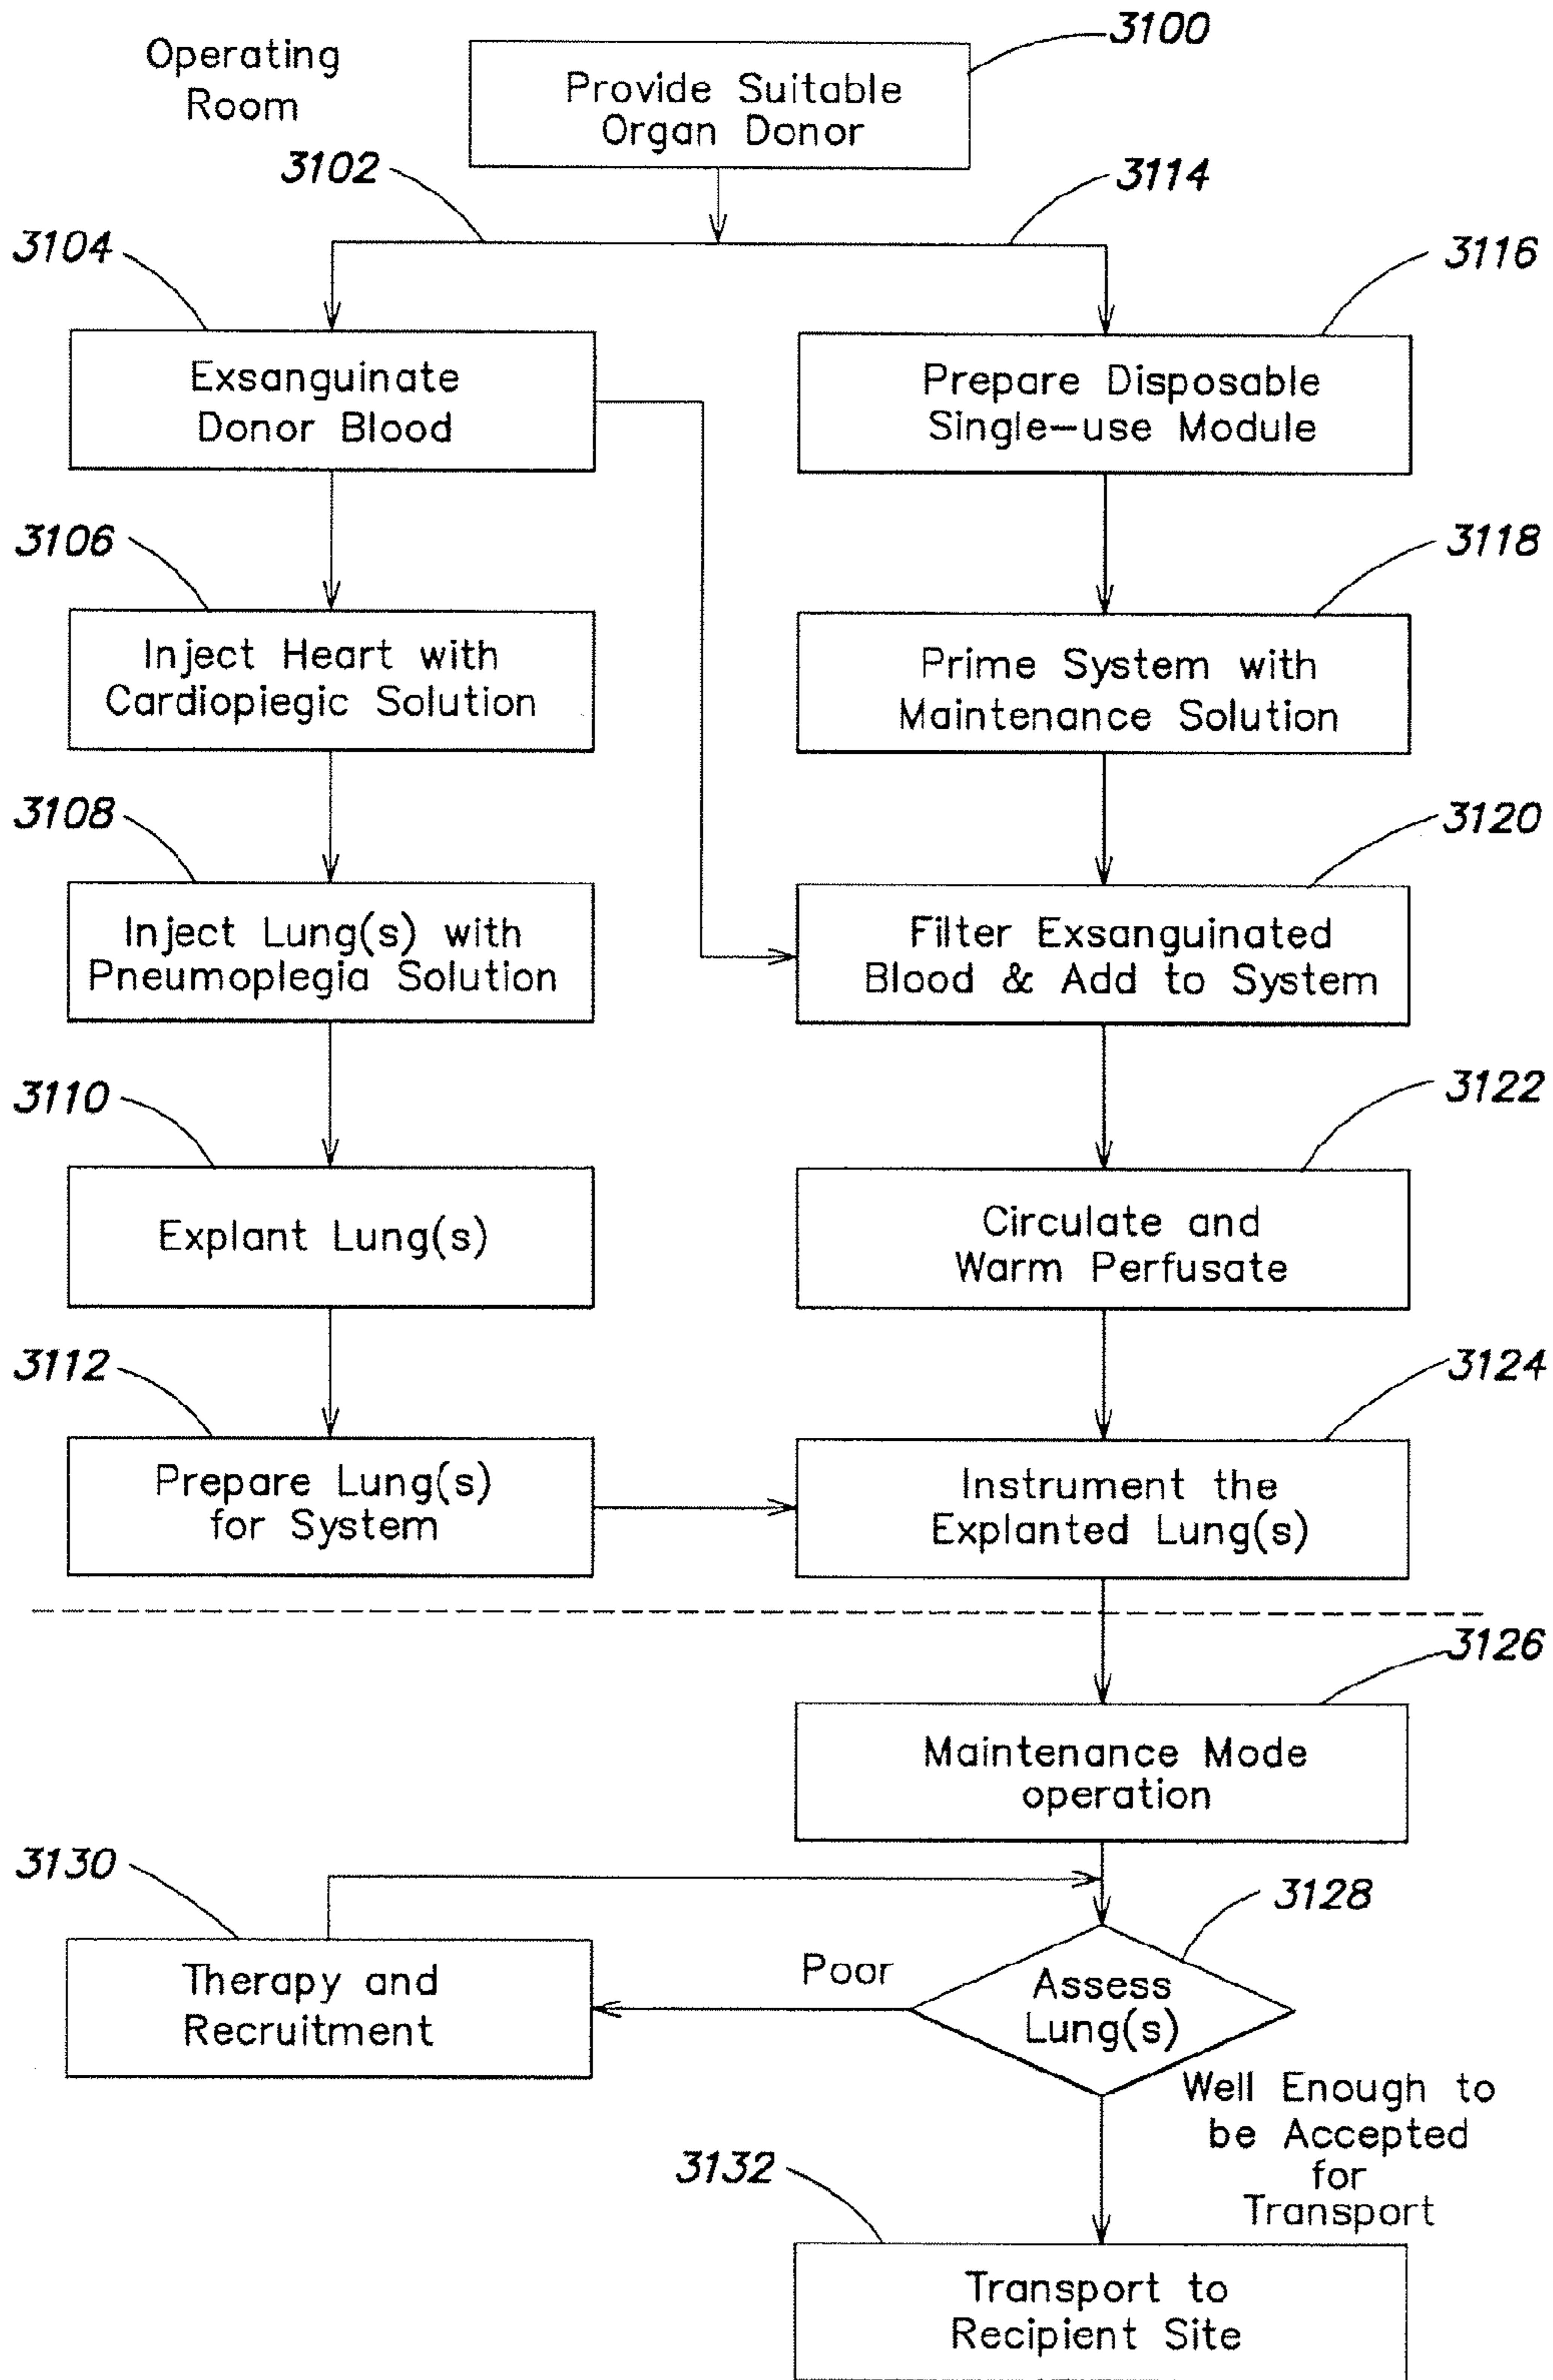 3100
Operating
Room
Provide Suitable
Organ Donor
3102
3114
3104
3116
Exsanguinate
Donor Blood
Prepare Disposable
Single-use Module
3106
3118
Inject Heart with
Cardiopiegic Solution
Prime System with
Maintenance Solution
3108
3120
Inject Lung(s) with
Pneumoplegia Solution
Filter Exsanguinated
Blood & Add to System
3110
3122
Explant Lung(s)
Circulate and
Warm Perfusate
3112
3124
Prepare Lung(s)
for System
Instrument the
Explanted Lung(s)
3126
Maintenance Mode
operation
3130
3128
Therapy and
Recruitment
Poor
Assess
Lung(s)
Well Enough to
be Accepted
for
Transport
3132
Transport to
Recipient Site